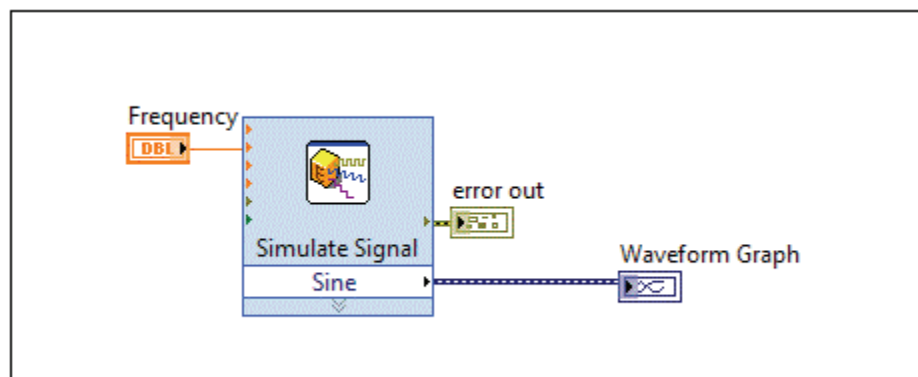 Frequency
DBL
error out
Simulate Signal
Waveform Graph
Sine